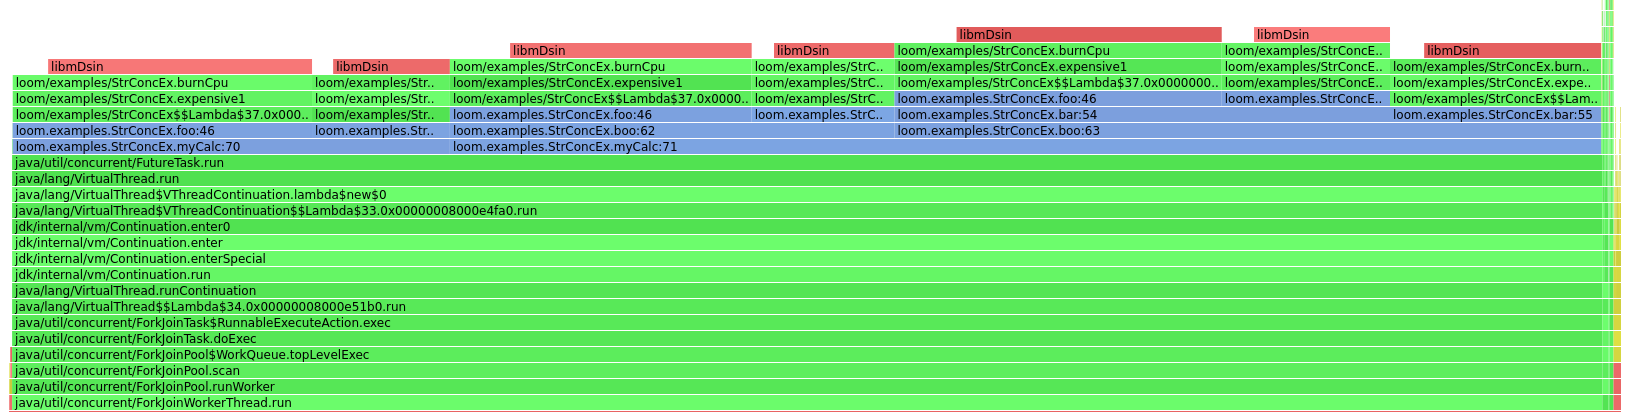 libmDsin libmDsin
libmDsin libmDsin loom/examples/StrConcEx.burnCpu loom/examples/StrConcE.. libmDsin
libmDsin libmDsin loom/examples/StrConcEx.burnCpu loom/examples/StrC.. loom/examples/StrConcEx.expensive1 loom/examples/StrConcE.. loom/examples/StrConcEx.burn..
loom/examples/StrConcEx.burnCpu loom/examples/Str.. loom/examples/StrConcEx.expensive1 loom/examples/StrC.. loom/examples/StrConcEx$$Lambda$37.0x0000000.. loom/examples/StrConcE.. loom/examples/StrConcEx.expe..
loom/examples/StrConcEx.expensive1 loom/examples/Str.. loom/examples/StrConcEx$$Lambda$37.0x0000.. loom/examples/StrC.. loom.examples.StrConcEx.foo:46 loom.examples.StrConcE.. loom/examples/StrConcEx$$Lam..
loom/examples/StrConcEx$$Lambda$37.0x000.. loom/examples/Str.. loom.examples.StrConcEx.foo:46 loom.examples.StrC.. loom.examples.StrConcEx.bar:54 loom.examples.StrConcEx.bar:55
loom.examples.StrConcEx.foo:46 loom.examples.Str.. loom.examples.StrConcEx.boo:62 loom.examples.StrConcEx.boo:63
loom.examples.StrConcEx.myCalc:70 loom.examples.StrConcEx.myCalc:71
java/util/concurrent/FutureTask.run
java/lang/VirtualThread.run
java/lang/VirtualThread$VThreadContinuation.lambda$new$0
java/lang/VirtualThread$VThreadContinuation$$Lambda$33.0x00000008000e4fa0.run
jdk/internal/vm/Continuation.enter0
jdk/internal/vm/Continuation.enter
jdk/internal/vm/Continuation.enterSpecial
jdk/internal/vm/Continuation.run
java/lang/VirtualThread.runContinuation
java/lang/VirtualThread$$Lambda$34.0x00000008000e51b0.run
java/util/concurrent/ForkJoinTask$RunnableExecuteAction.exec
java/util/concurrent/ForkJoinTask.doExec
java/util/concurrent/ForkJoinPool$WorkQueue.topLevelExec
java/util/concurrent/ForkJoinPool.scan
java/util/concurrent/ForkJoinPool.runWorker
java/util/concurrent/ForkJoinWorkerThread.run